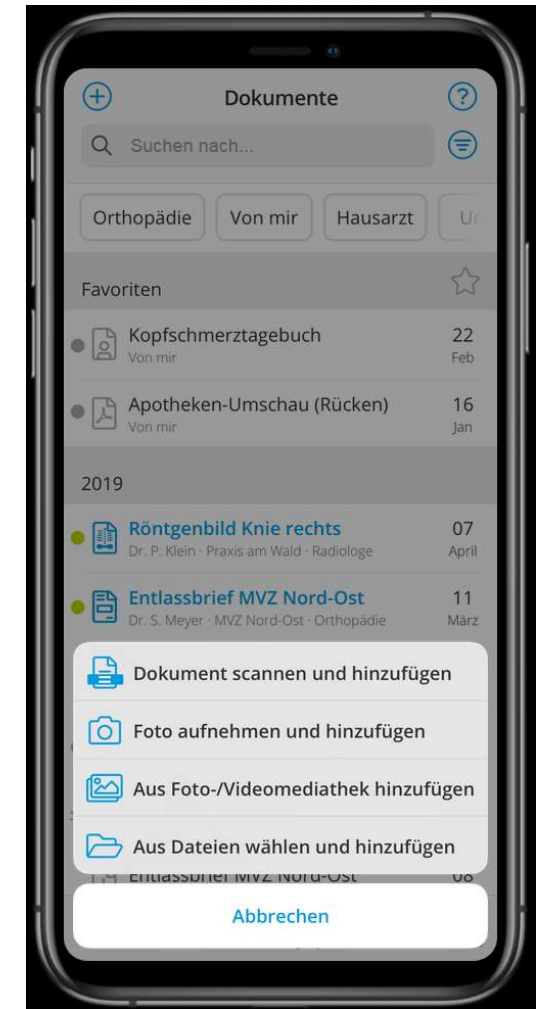 Dokumente
Suchen nach...
Orthopädie Von mir Hausarzt
Favoriten
Kopfschmerztagebuch 22
Von mir Feb
Apotheken-Umschau (Rücken) 16
Von mir Jan
2019
Röntgenbild Knie rechts 07
Dr. P. Klein · Praxis am Wald · Radiologe April
Entlassbrief MVZ Nord-Ost 11
Dr. S. Meyer · MVZ Nord-Ost · Orthopädie März
Dokument scannen und hinzufügen
Foto aufnehmen und hinzufügen
Aus Foto-/Videomediathek hinzufügen
Aus Dateien wählen und hinzufügen
Entlassbrief MVZ Nord-Ost 08
Abbrechen